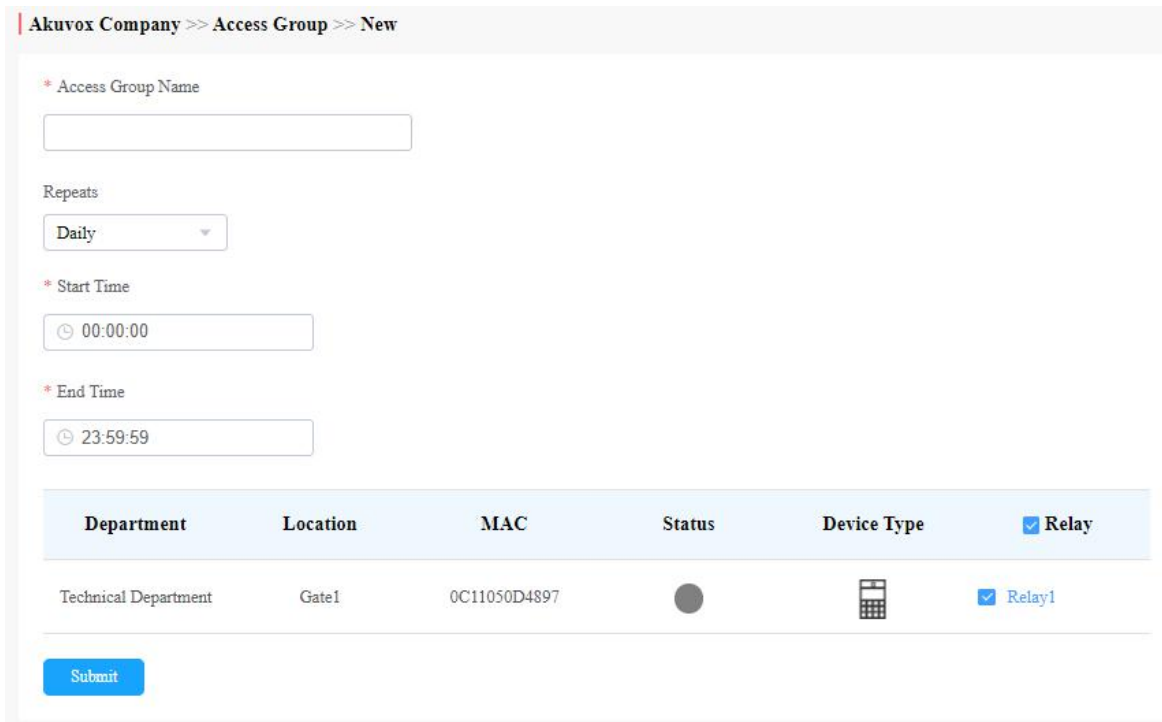 Akuvox Company >> Access Group >> New
* Access Group Name
Repeats
Daily
* Start Time
00:00:00
* End Time
23:59:59
Department Location MAC Status Device Type Relay
Technical Department Gate1 0C11050D4897 Relay1
Submit